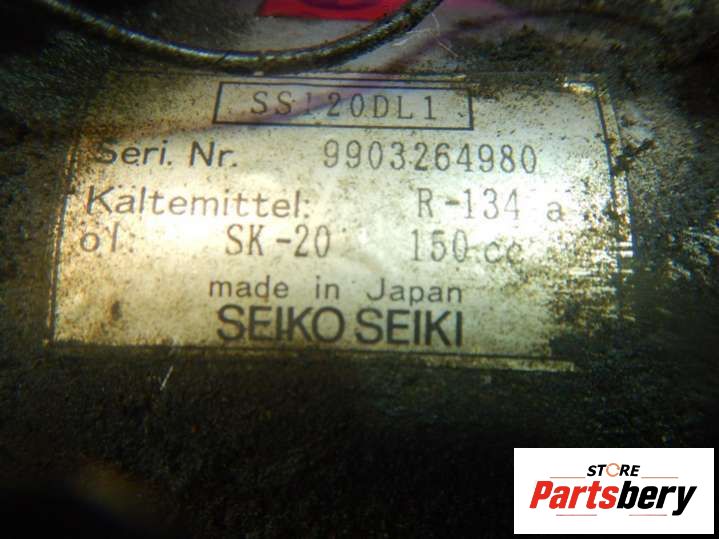 SS120DL1
Seri. Nr. 9903264980
Kaltemittel: R-134 a
ol: SK-20 150 cc
made in Japan
SEIKO SEIKI
STORE
Partsbery